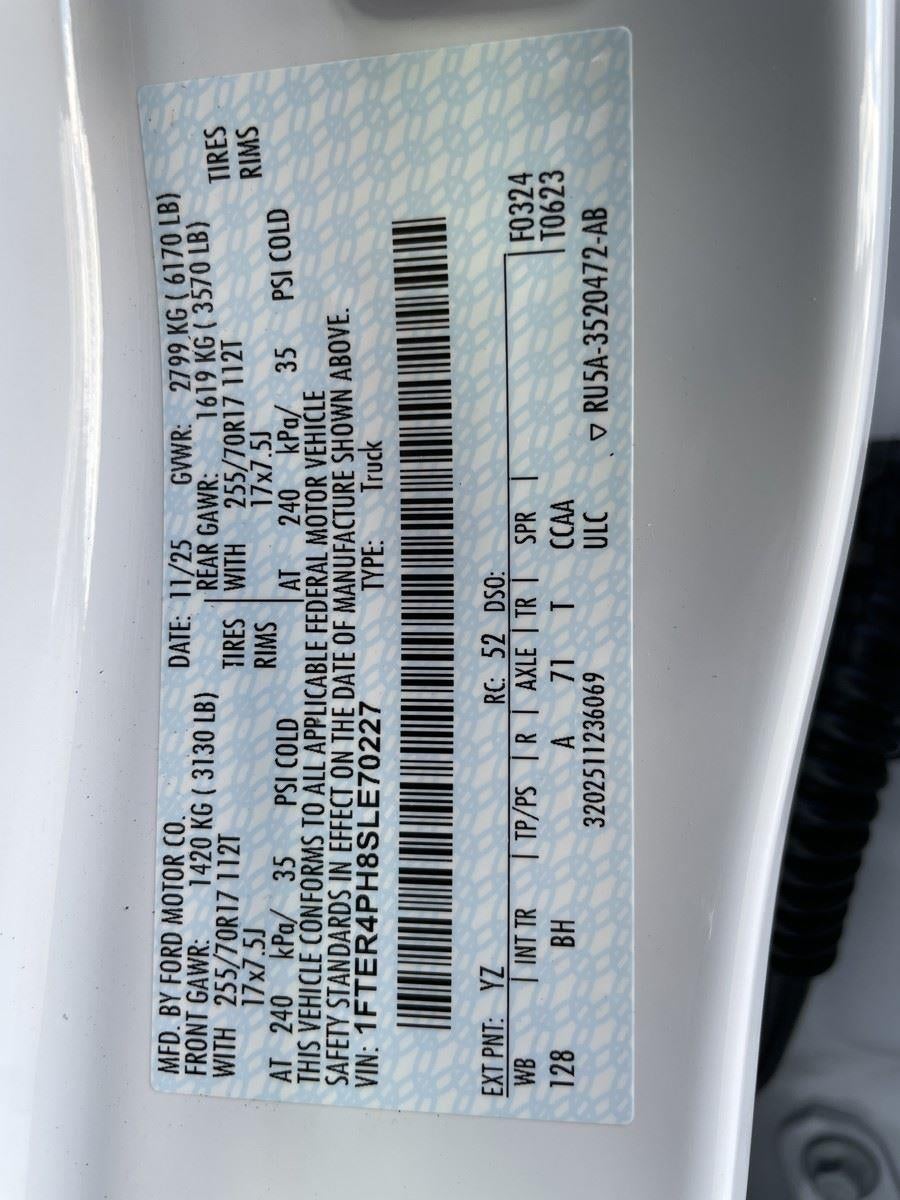 MFD. BY FORD MOTOR CO. DATE: 11/25 GVWR: 2799 KG ( 6170 LB)
FRONT GAWR: 1420 KG ( 3130 LB) REAR GAWR: 1619 KG ( 3570 LB)
WITH 255/70R17 112T TIRES WITH 255/70R17 112T TIRES
17x7.5J RIMS 17x7.5J RIMS
AT 240 kPa/ 35 PSI COLD AT 240 kPa/ 35 PSI COLD
THIS VEHICLE CONFORMS TO ALL APPLICABLE FEDERAL MOTOR VEHICLE
SAFETY STANDARDS IN EFFECT ON THE DATE OF MANUFACTURE SHOWN ABOVE.
VIN: 1FTER4PH8SLE70227 TYPE: Truck
EXT PNT: YZ RC: 52 DSO:
WB | INT TR | TP/PS | R | AXLE | TR | SPR | F0324
128 BH A 71 T CCAA T0623
3202511236069 ULC ▽ RU5A-3520472-AB